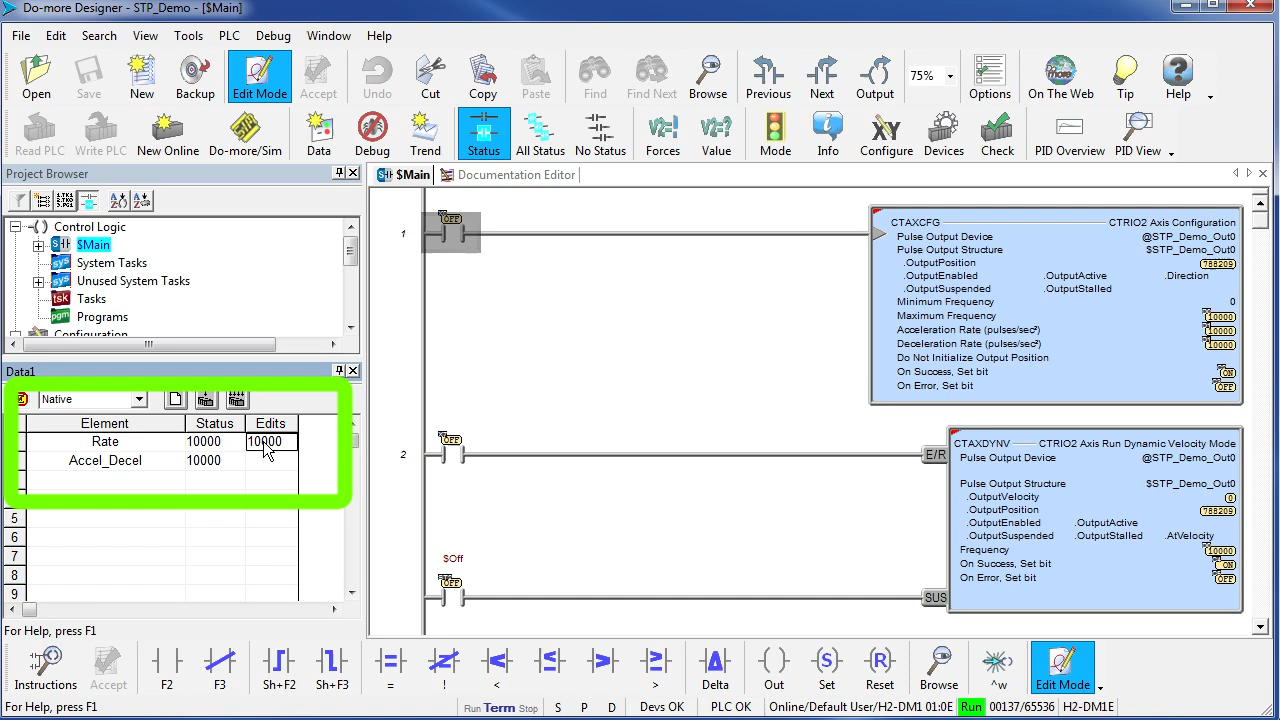 Do-more Designer - STP_Demo - [$Main]
File Edit Search View Tools PLC Debug Window Help
Open Save New Backup Edit Mode Accept Undo Cut Copy Paste Find Find Next Browse Previous Next Output 75% Options On The Web Tip Help
Read PLC Write PLC New Online Do-more/Sim Data Debug Trend Status All Status No Status Forces Value Mode Info Configure Devices Check PID Overview PID View
Project Browser
Control Logic
$Main
System Tasks
Unused System Tasks
Tasks
Programs
Configuration
Data1
Native
Element Status Edits
Rate 10000 10000
Accel_Decel 10000
5
6
7
8
9
For Help, press F1
$Main Documentation Editor
1
OFF
CTAXCFG CTRIO2 Axis Configuration
Pulse Output Device @STP_Demo_Out0
Pulse Output Structure $STP_Demo_Out0
.OutputPosition 788209
.OutputEnabled .OutputActive .Direction
.OutputSuspended .OutputStalled
Minimum Frequency 0
Maximum Frequency 10000
Acceleration Rate (pulses/sec²) 10000
Deceleration Rate (pulses/sec²) 10000
Do Not Initialize Output Position
On Success, Set bit ON
On Error, Set bit OFF
2
OFF
E/R
CTAXDYNV CTRIO2 Axis Run Dynamic Velocity Mode
Pulse Output Device @STP_Demo_Out0
Pulse Output Structure $STP_Demo_Out0
.OutputVelocity 0
.OutputPosition 788209
.OutputEnabled .OutputActive
.OutputSuspended .OutputStalled .AtVelocity
Frequency 10000
On Success, Set bit ON
On Error, Set bit OFF
$Off
OFF
SUS
Instructions Accept F2 F3 Sh+F2 Sh+F3 = ! < ≤ > ≥ Delta Out Set Reset Browse ^w Edit Mode
For Help, press F1 Run Term Stop S P D Devs OK PLC OK Online/Default User/H2-DM1 01:0E Run 00137/65536 H2-DM1E